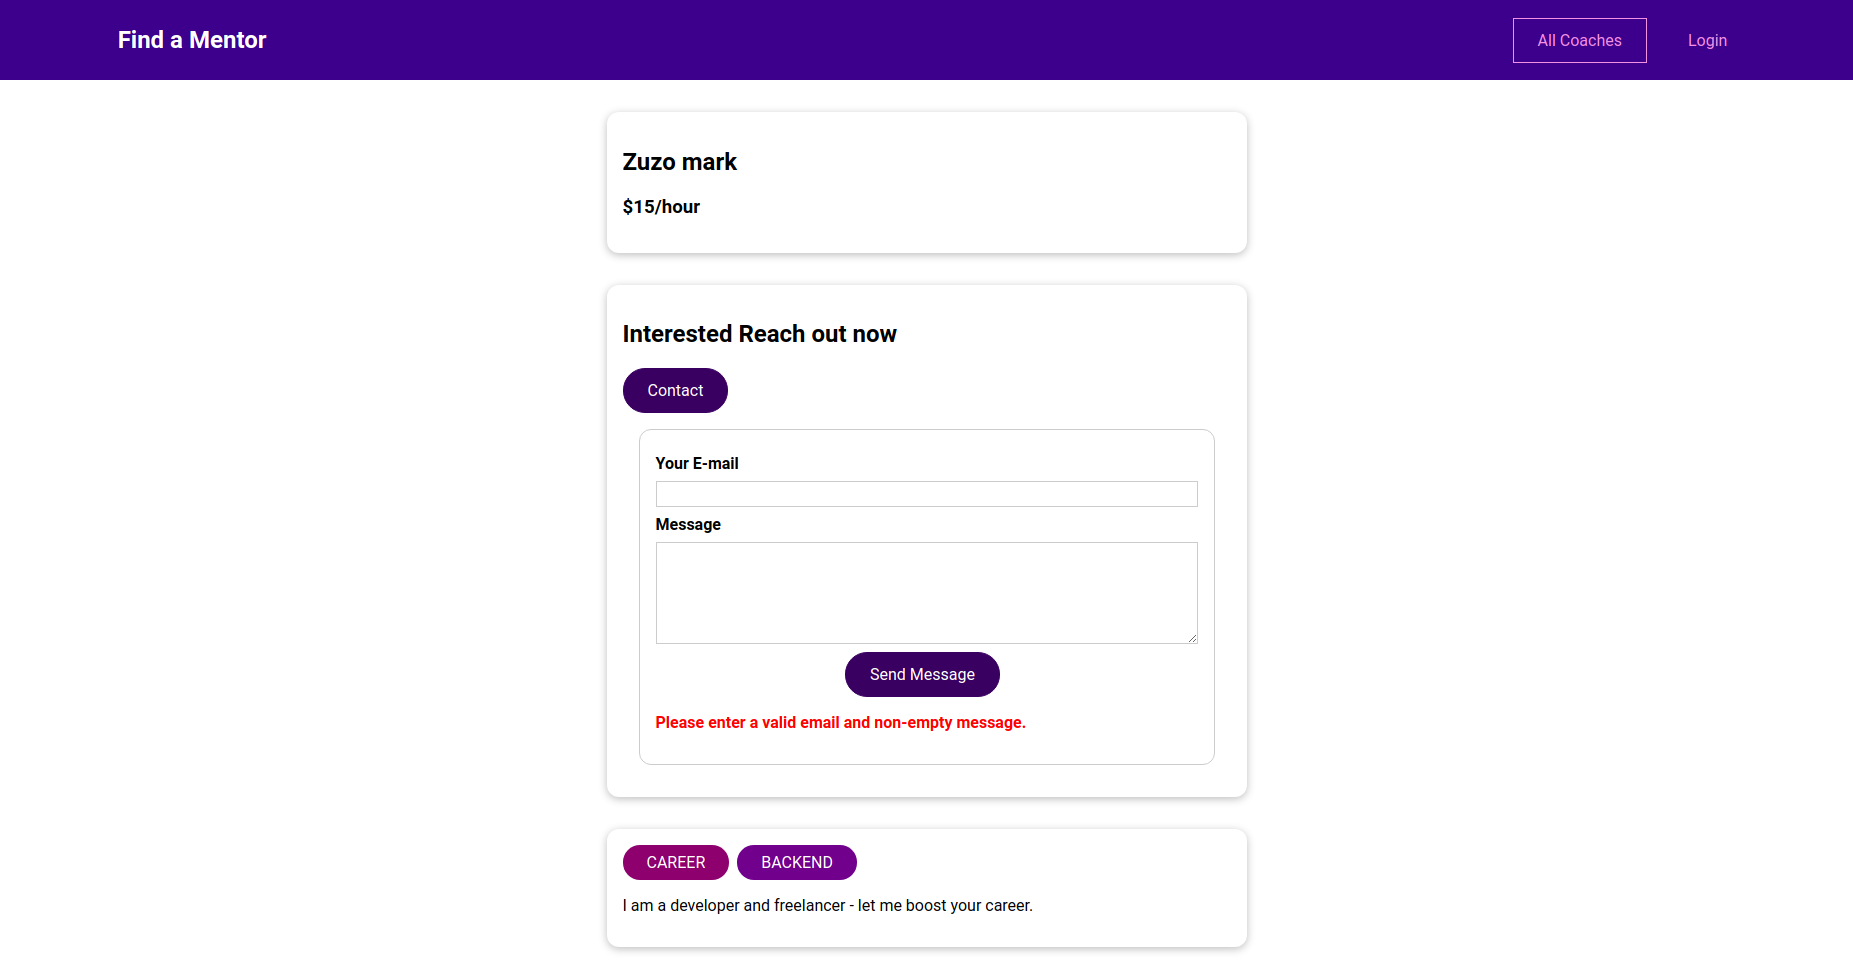 Find a Mentor
All Coaches
Login
Zuzo mark
$15/hour
Interested Reach out now
Contact
Your E-mail
Message
Send Message
Please enter a valid email and non-empty message.
CAREER
BACKEND
I am a developer and freelancer - let me boost your career.